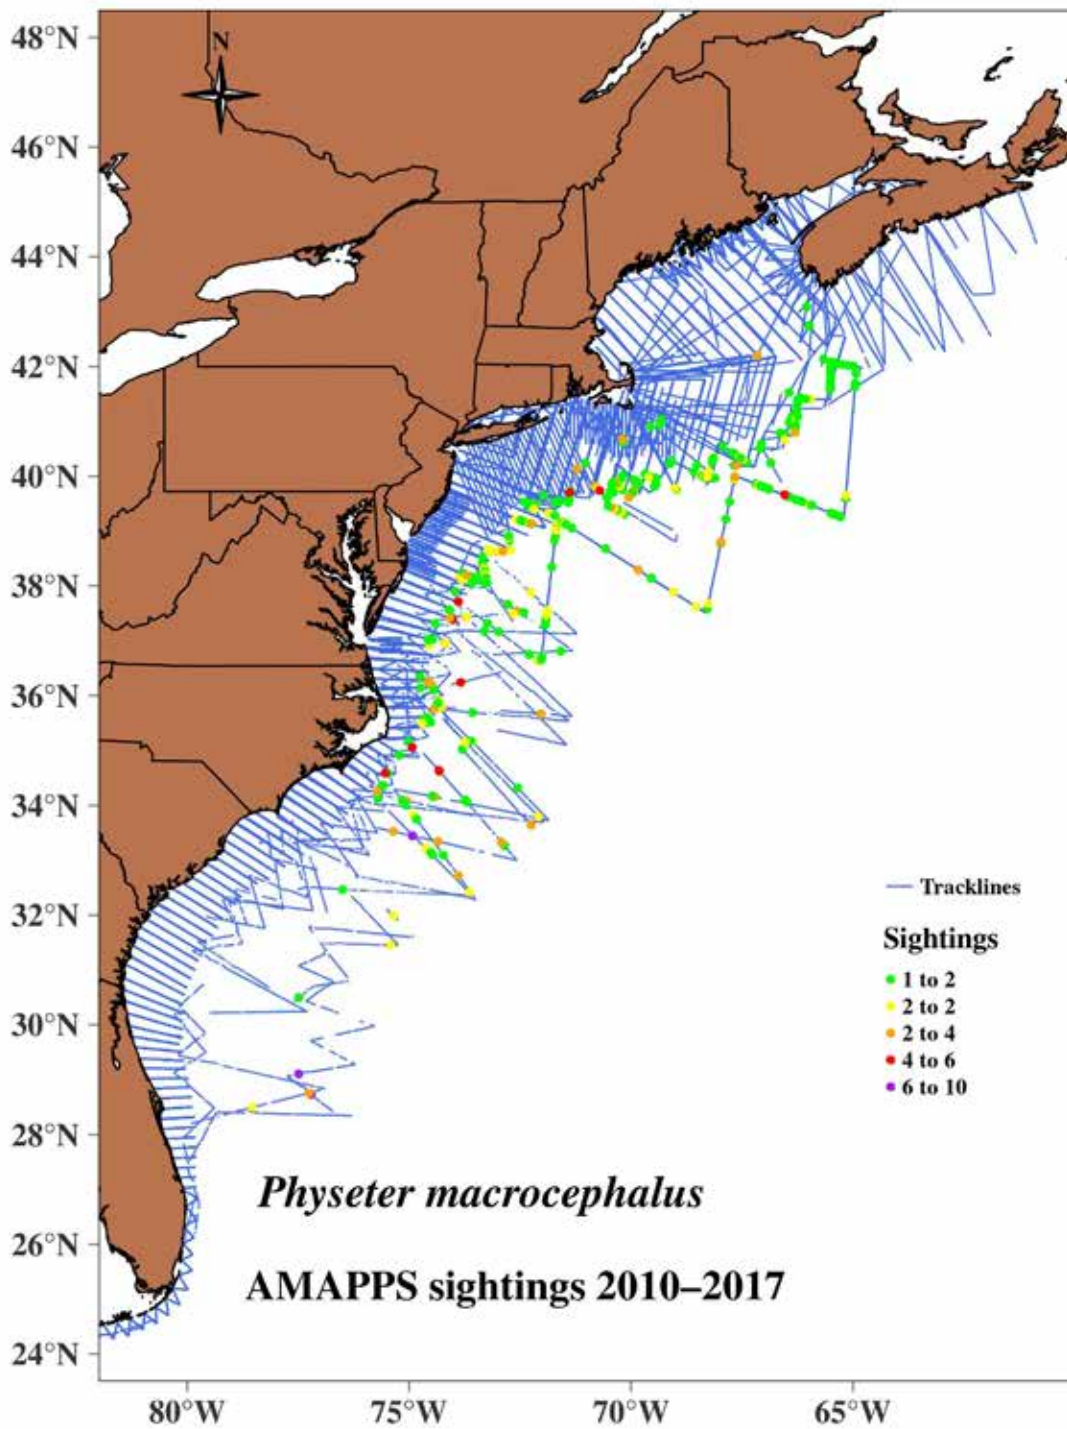 N
48°N
46°N
44°N
42°N
40°N
38°N
36°N
34°N
32°N
30°N
28°N
26°N
24°N
Tracklines
Sightings
1 to 2
2 to 2
2 to 4
4 to 6
6 to 10
Physeter macrocephalus
AMAPPS sightings 2010–2017
80°W 75°W 70°W 65°W